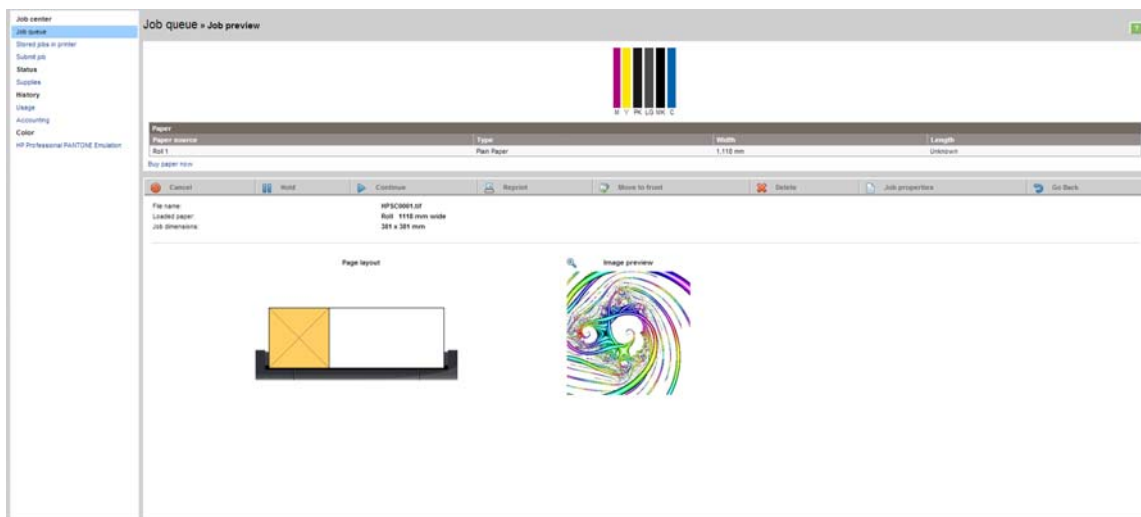 Job center
Job queue
Stored jobs in printer
Submit job
Status
Supplies
History
Usage
Accounting
Color
HP Professional PANTONE Emulation
Job queue » Job preview
?
M Y PK LG MK C
Paper
Paper source Type Width Length
Roll 1 Plain Paper 1,118 mm Unknown
Buy paper now
Cancel Hold Continue Reprint Move to front Delete Job properties Go Back
File name: HPSC0001.tif
Loaded paper: Roll 1118 mm wide
Job dimensions: 381 x 381 mm
Page layout Image preview